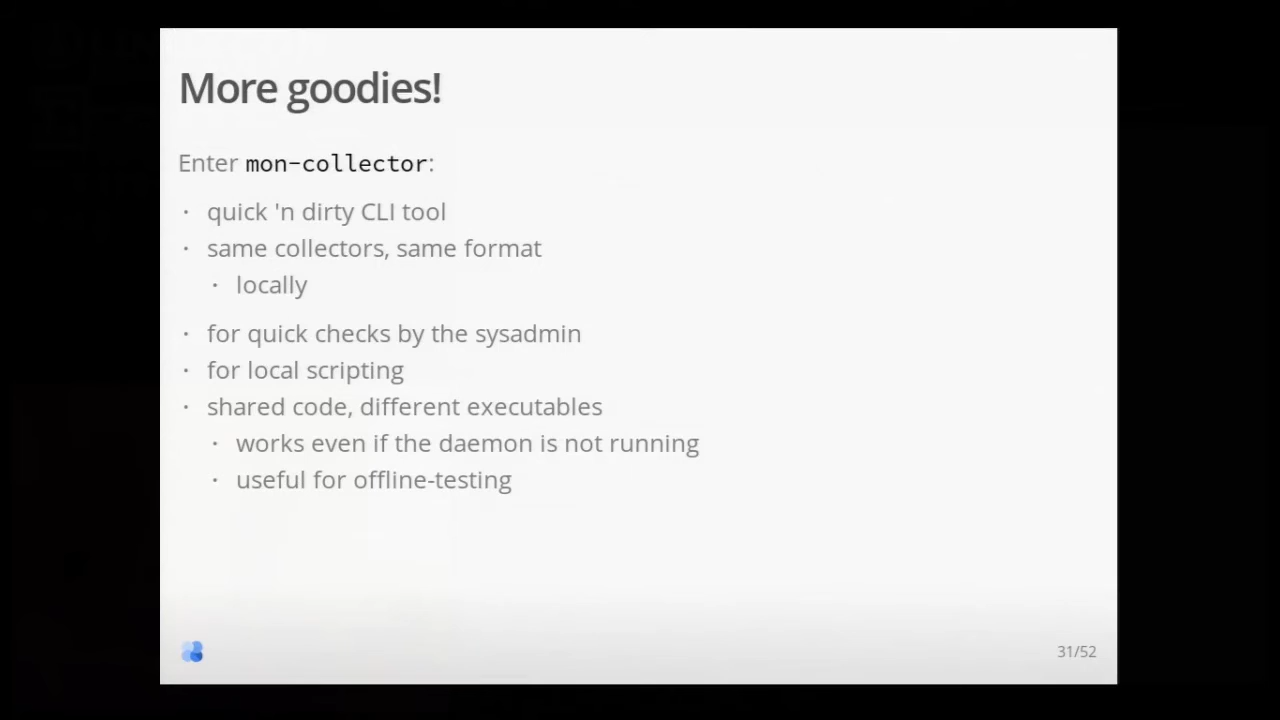 More goodies!
Enter mon-collector:
· quick 'n dirty CLI tool
· same collectors, same format
· locally
· for quick checks by the sysadmin
· for local scripting
· shared code, different executables
· works even if the daemon is not running
· useful for offline-testing
31/52